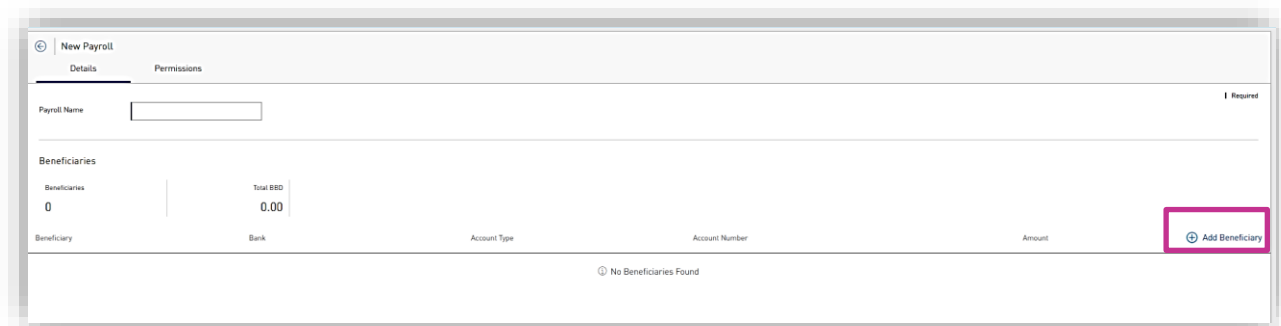 New Payroll
Details Permissions
Required
Payroll Name
Beneficiaries
Beneficiaries Total BBD
0 0.00
Beneficiary Bank Account Type Account Number Amount Add Beneficiary
No Beneficiaries Found